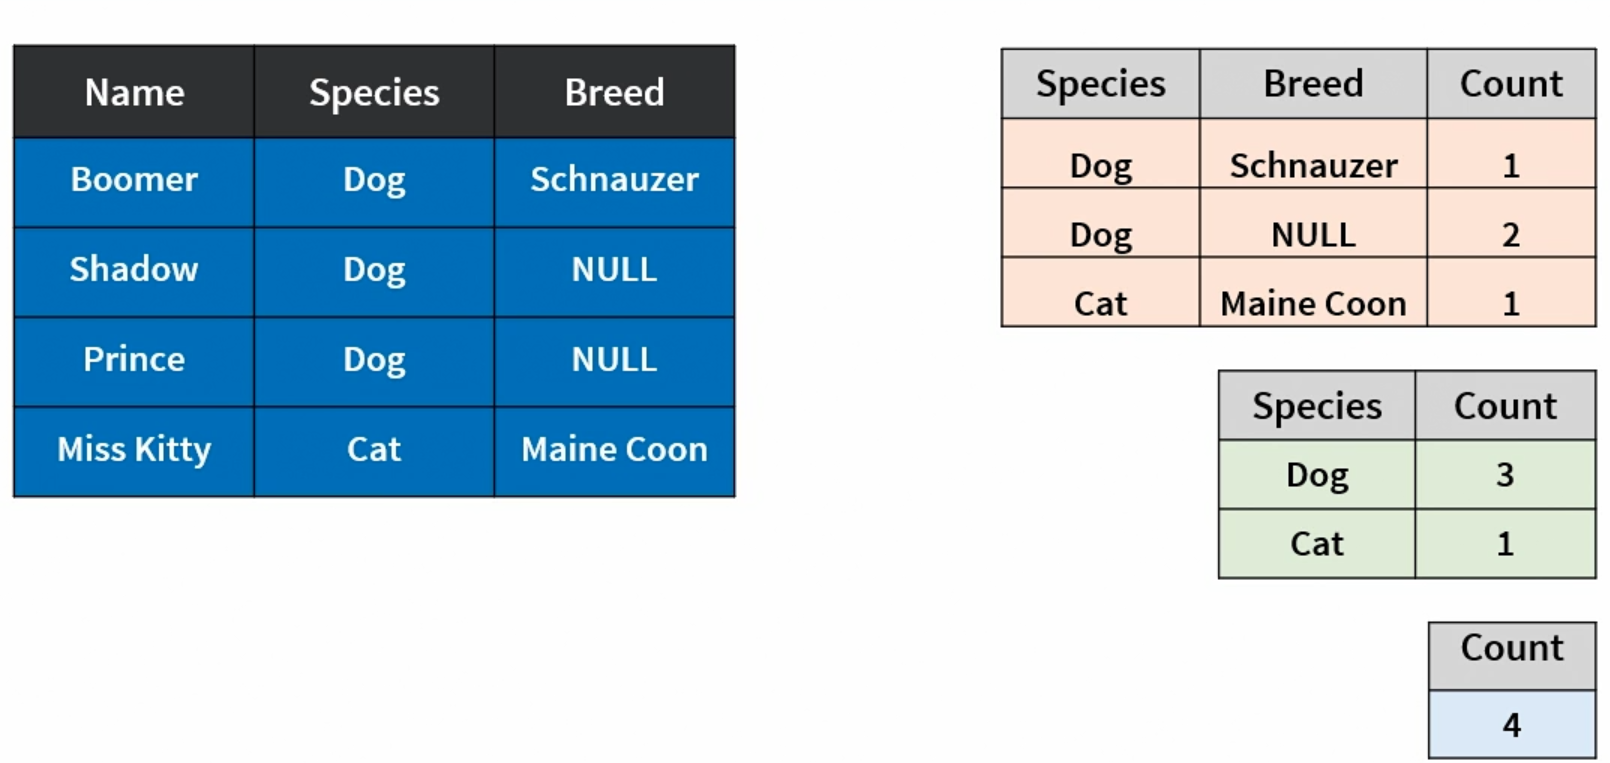 Name Species Breed
Boomer Dog Schnauzer
Shadow Dog NULL
Prince Dog NULL
Miss Kitty Cat Maine Coon
Species Breed Count
Dog Schnauzer 1
Dog NULL 2
Cat Maine Coon 1
Species Count
Dog 3
Cat 1
Count
4